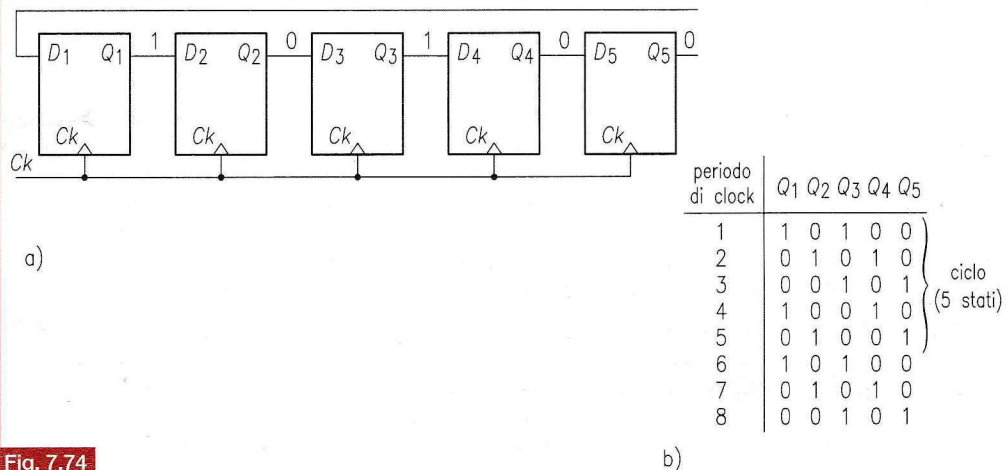 1 0 1 0 0
D1 Q1 D2 Q2 D3 Q3 D4 Q4 D5 Q5
Ck Ck Ck Ck Ck
Ck
a)
periodo
di clock Q1 Q2 Q3 Q4 Q5
1 1 0 1 0 0
2 0 1 0 1 0
3 0 0 1 0 1
4 1 0 0 1 0
5 0 1 0 0 1
6 1 0 1 0 0
7 0 1 0 1 0
8 0 0 1 0 1
ciclo
(5 stati)
b)
Fig. 7.74